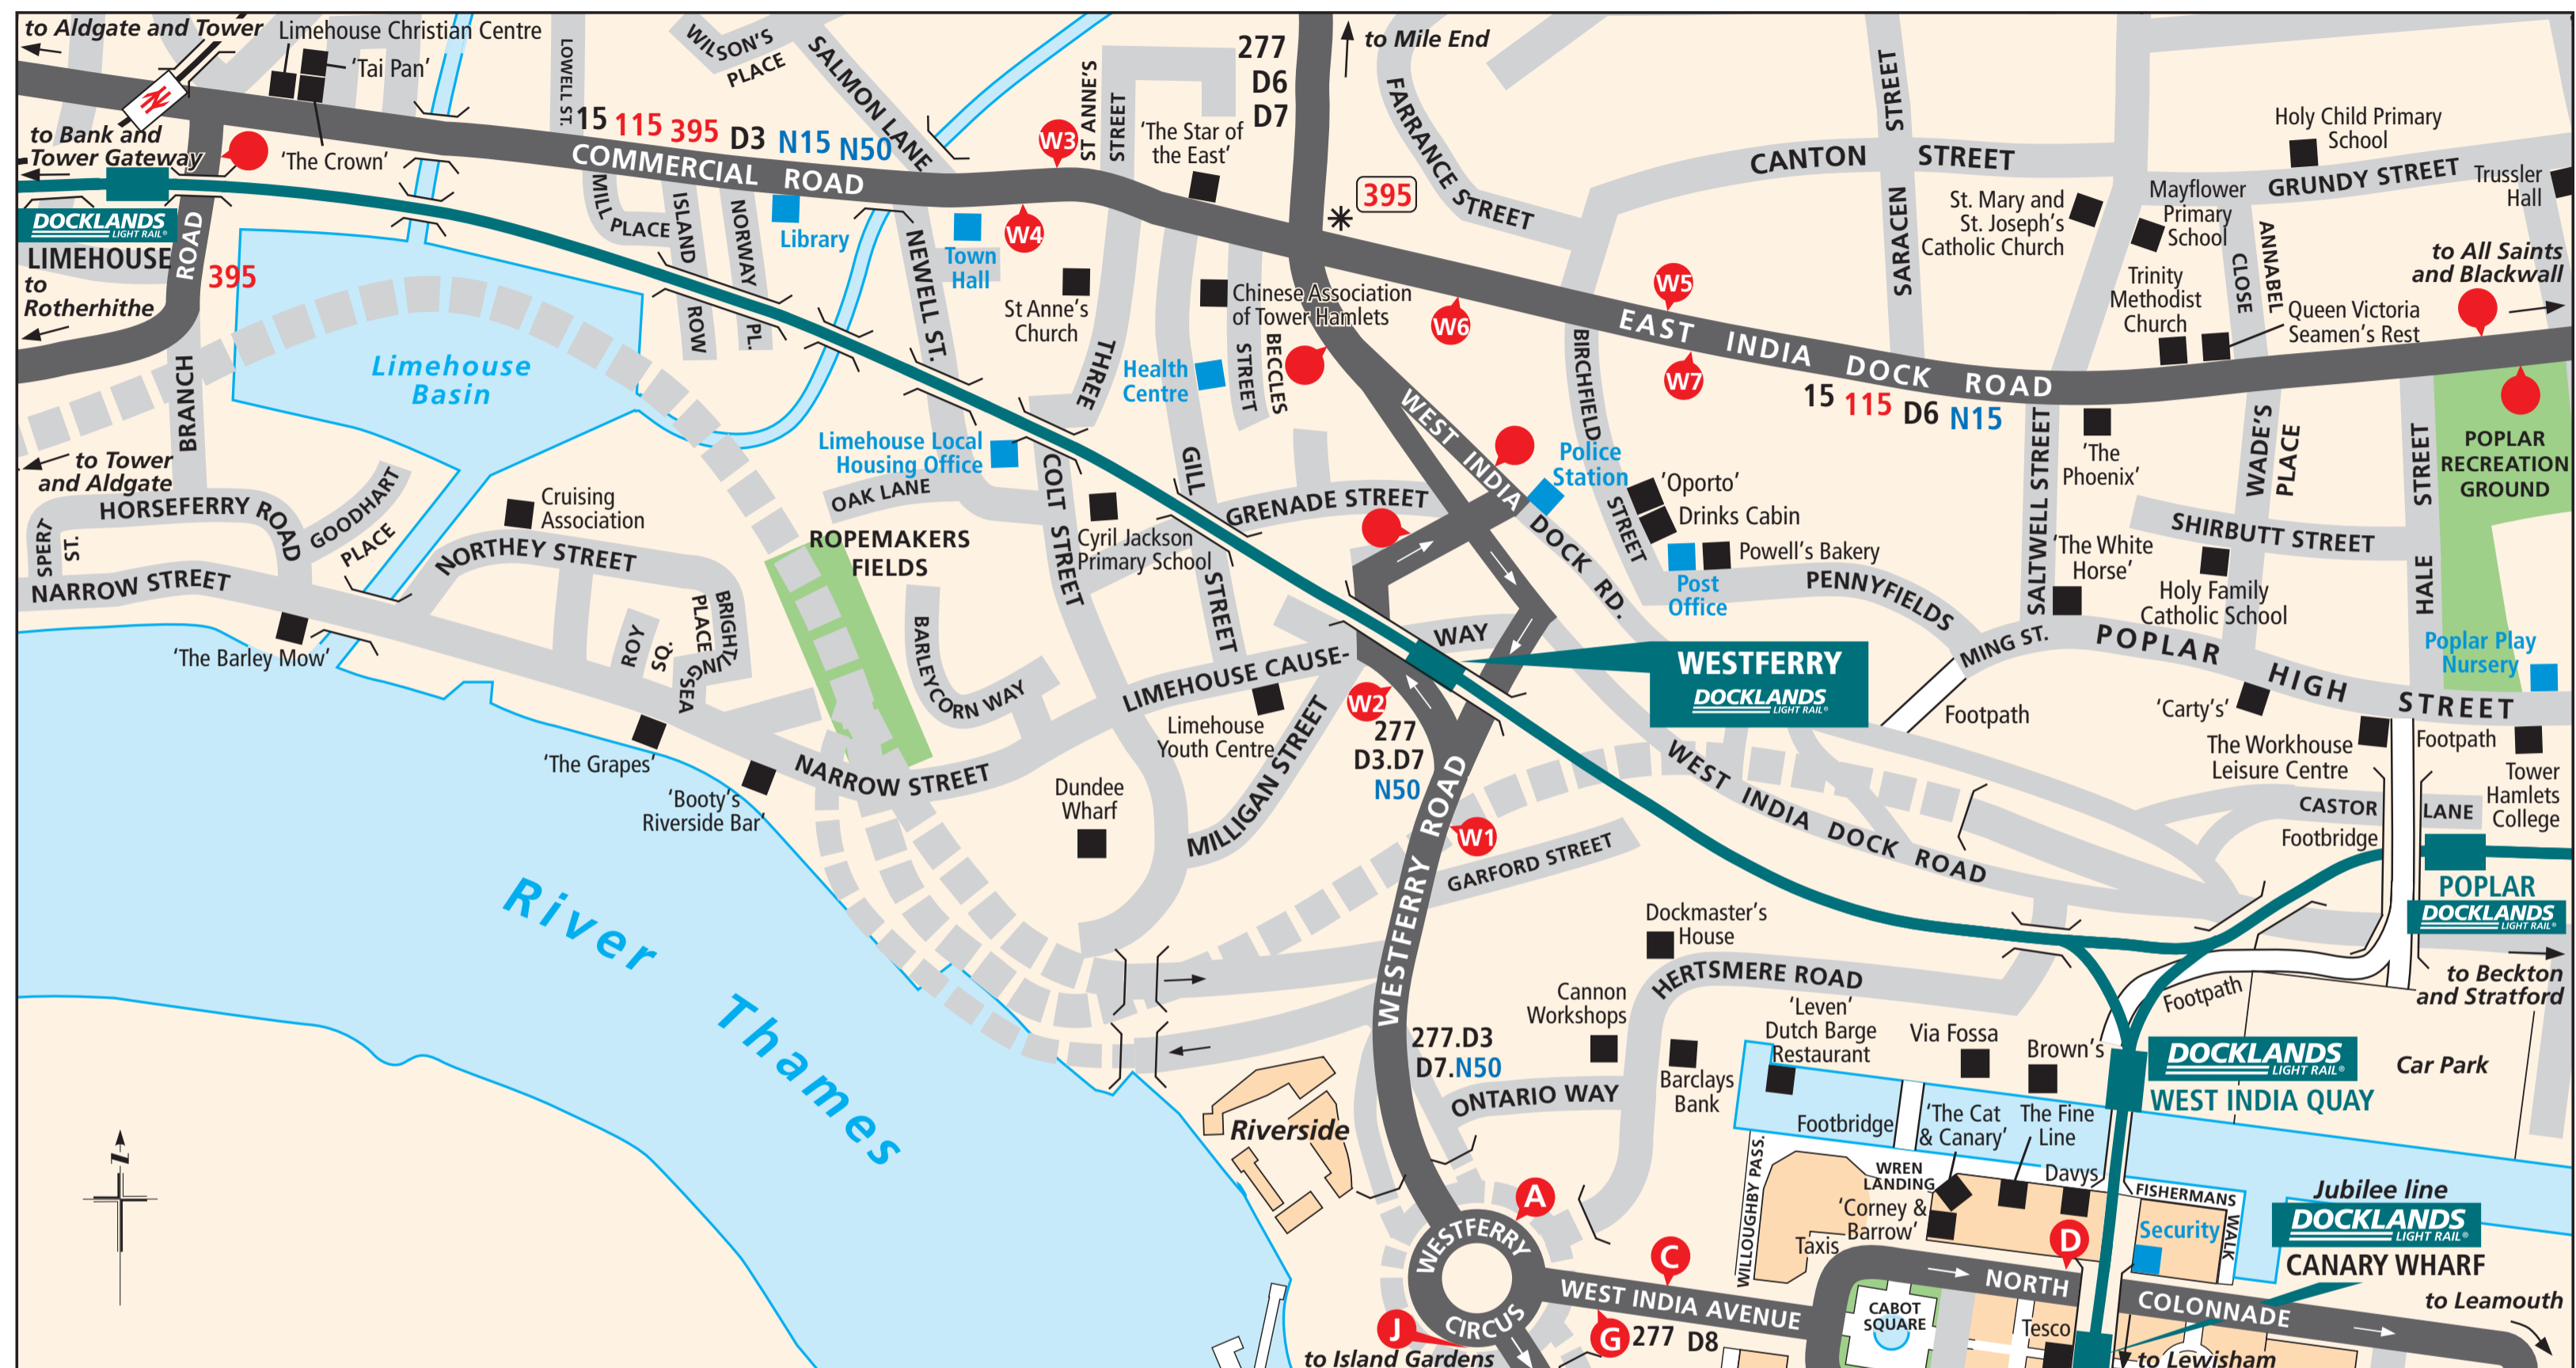 to Aldgate and Tower
Limehouse Christian Centre
'Tai Pan'
'The Crown'
to Bank and
Tower Gateway
DOCKLANDS
LIGHT RAIL®
LIMEHOUSE
to
Rotherhithe
395
BRANCH ROAD
LOWELL ST.
WILSON'S
PLACE
SALMON LANE
15 115 395 D3 N15 N50
COMMERCIAL ROAD
MILL
PLACE
ISLAND
ROW
NORWAY
PL.
Library
Town
Hall
NEWELL ST.
W3
W4
ST ANNE'S
STREET
'The Star of
the East'
277
D6
D7
to Mile End
395
FARRANCE STREET
CANTON STREET
SARACEN STREET
St. Mary and
St. Joseph's
Catholic Church
Mayflower
Primary
School
Holy Child Primary
School
GRUNDY STREET
Trussler
Hall
ANNABEL
CLOSE
Trinity
Methodist
Church
Queen Victoria
Seamen's Rest
to All Saints
and Blackwall
St Anne's
Church
Chinese Association
of Tower Hamlets
BECCLES
STREET
Health
Centre
THREE
COLT STREET
GILL STREET
W5
W6
W7
EAST INDIA DOCK ROAD
15 115 D6 N15
BIRCHFIELD STREET
WEST INDIA DOCK RD.
Police
Station
'Oporto'
Drinks Cabin
Powell's Bakery
Post
Office
PENNYFIELDS
SALTWELL STREET
'The
Phoenix'
WADE'S
PLACE
HALE STREET
POPLAR
RECREATION
GROUND
SHIRBUTT STREET
'The White
Horse'
Holy Family
Catholic School
Poplar Play
Nursery
MING ST.
POPLAR HIGH STREET
'Carty's'
The Workhouse
Leisure Centre
Footpath
Tower
Hamlets
College
Footpath
CASTOR LANE
Footbridge
POPLAR
DOCKLANDS
LIGHT RAIL®
to Beckton
and Stratford
Limehouse
Basin
to Tower
and Aldgate
HORSEFERRY ROAD
GOODHART
PLACE
SPERT
ST.
NARROW STREET
Cruising
Association
NORTHEY STREET
'The Barley Mow'
ROY
SQ.
BRIGHTLING
SEA
PLACE
'The Grapes'
'Booty's
Riverside Bar'
NARROW STREET
Limehouse Local
Housing Office
OAK LANE
ROPEMAKERS
FIELDS
BARLEYCORN WAY
Cyril Jackson
Primary School
GRENADE STREET
LIMEHOUSE CAUSE-
WAY
Limehouse
Youth Centre
MILLIGAN STREET
Dundee
Wharf
WESTFERRY
DOCKLANDS
LIGHT RAIL®
W2
277
D3.D7
N50
W1
WESTFERRY ROAD
GARFORD STREET
WEST INDIA DOCK ROAD
River Thames
Dockmaster's
House
HERTSMERE ROAD
Cannon
Workshops
277.D3
D7.N50
ONTARIO WAY
Barclays
Bank
'Leven'
Dutch Barge
Restaurant
Via Fossa
Brown's
Footpath
Car Park
DOCKLANDS
LIGHT RAIL®
WEST INDIA QUAY
Footbridge
'The Cat
& Canary'
The Fine
Line
Davys
WREN
LANDING
'Corney &
Barrow'
WILLOUGHBY PASS.
Taxis
FISHERMANS
WALK
Security
Jubilee line
DOCKLANDS
LIGHT RAIL®
CANARY WHARF
Riverside
A
WESTFERRY
CIRCUS
C
D
WEST INDIA AVENUE
NORTH COLONNADE
CABOT
SQUARE
Tesco
J
G
277 D8
to Island Gardens
to Lewisham
to Leamouth